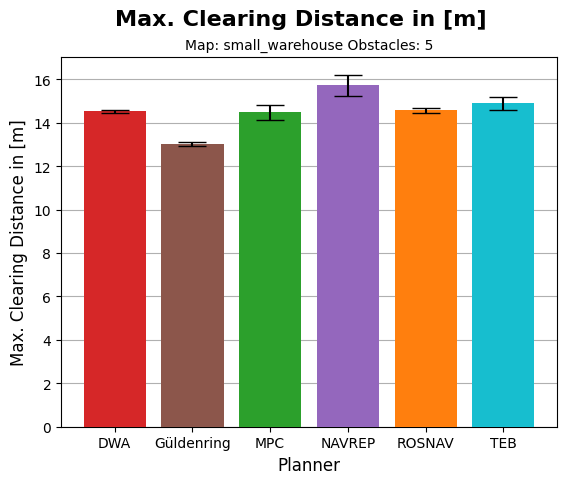 Max. Clearing Distance in [m]
Map: small_warehouse Obstacles: 5
Max. Clearing Distance in [m]
16
14
12
10
8
6
4
2
0
DWA Güldenring MPC NAVREP ROSNAV TEB
Planner